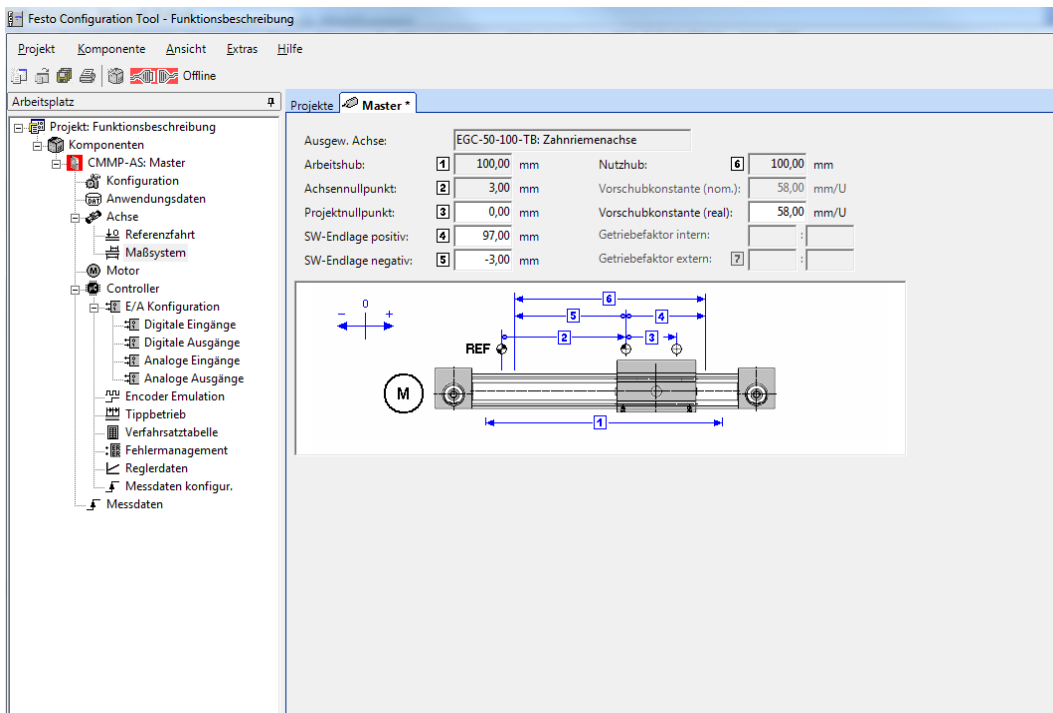 Festo Configuration Tool - Funktionsbeschreibung
Projekt Komponente Ansicht Extras Hilfe
Offline
Arbeitsplatz
Projekt: Funktionsbeschreibung
Komponenten
CMMP-AS: Master
Konfiguration
Anwendungsdaten
Achse
Referenzfahrt
Maßsystem
Motor
Controller
E/A Konfiguration
Digitale Eingänge
Digitale Ausgänge
Analoge Eingänge
Analoge Ausgänge
Encoder Emulation
Tippbetrieb
Verfahrsatztabelle
Fehlermanagement
Reglerdaten
Messdaten konfigur.
Messdaten
Projekte Master *
Ausgew. Achse: EGC-50-100-TB: Zahnriemenachse
Arbeitshub: 1 100,00 mm Nutzhub: 6 100,00 mm
Achsennullpunkt: 2 3,00 mm Vorschubkonstante (nom.): 58,00 mm/U
Projektnullpunkt: 3 0,00 mm Vorschubkonstante (real): 58,00 mm/U
SW-Endlage positiv: 4 97,00 mm Getriebefaktor intern: :
SW-Endlage negativ: 5 -3,00 mm Getriebefaktor extern: 7 :
0 6
- + 5 4
REF 2 3
M
1